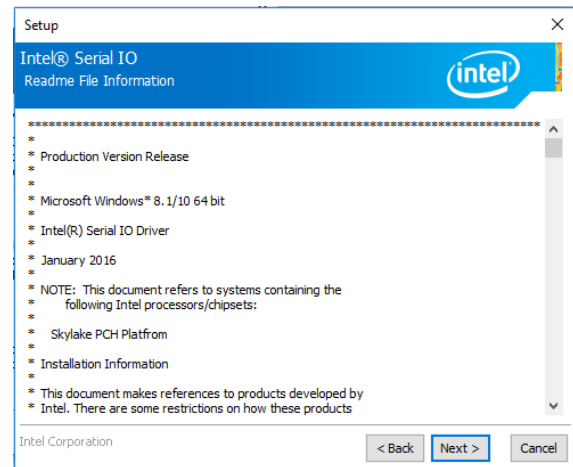 Setup
Intel® Serial IO
Readme File Information
intel
*******************************************************************************
*
* Production Version Release
*
*
* Microsoft Windows* 8.1/10 64 bit
*
* Intel(R) Serial IO Driver
*
* January 2016
*
* NOTE: This document refers to systems containing the
* following Intel processors/chipsets:
*
* Skylake PCH Platfrom
*
* Installation Information
*
* This document makes references to products developed by
* Intel. There are some restrictions on how these products
Intel Corporation
< Back Next > Cancel